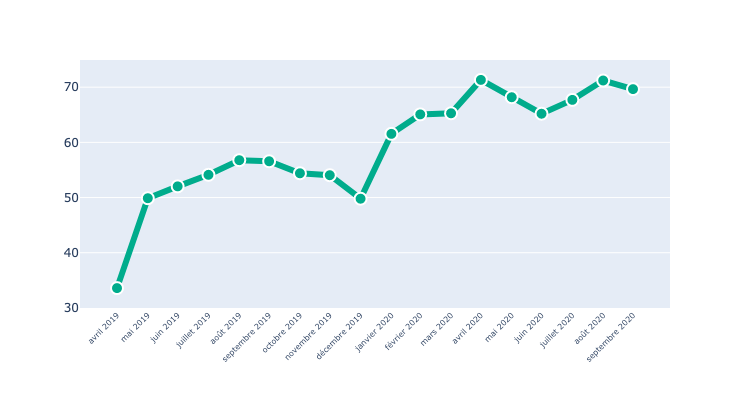 70
60
50
40
30
avril 2019
mai 2019
juin 2019
juillet 2019
août 2019
septembre 2019
octobre 2019
novembre 2019
décembre 2019
janvier 2020
février 2020
mars 2020
avril 2020
mai 2020
juin 2020
juillet 2020
août 2020
septembre 2020